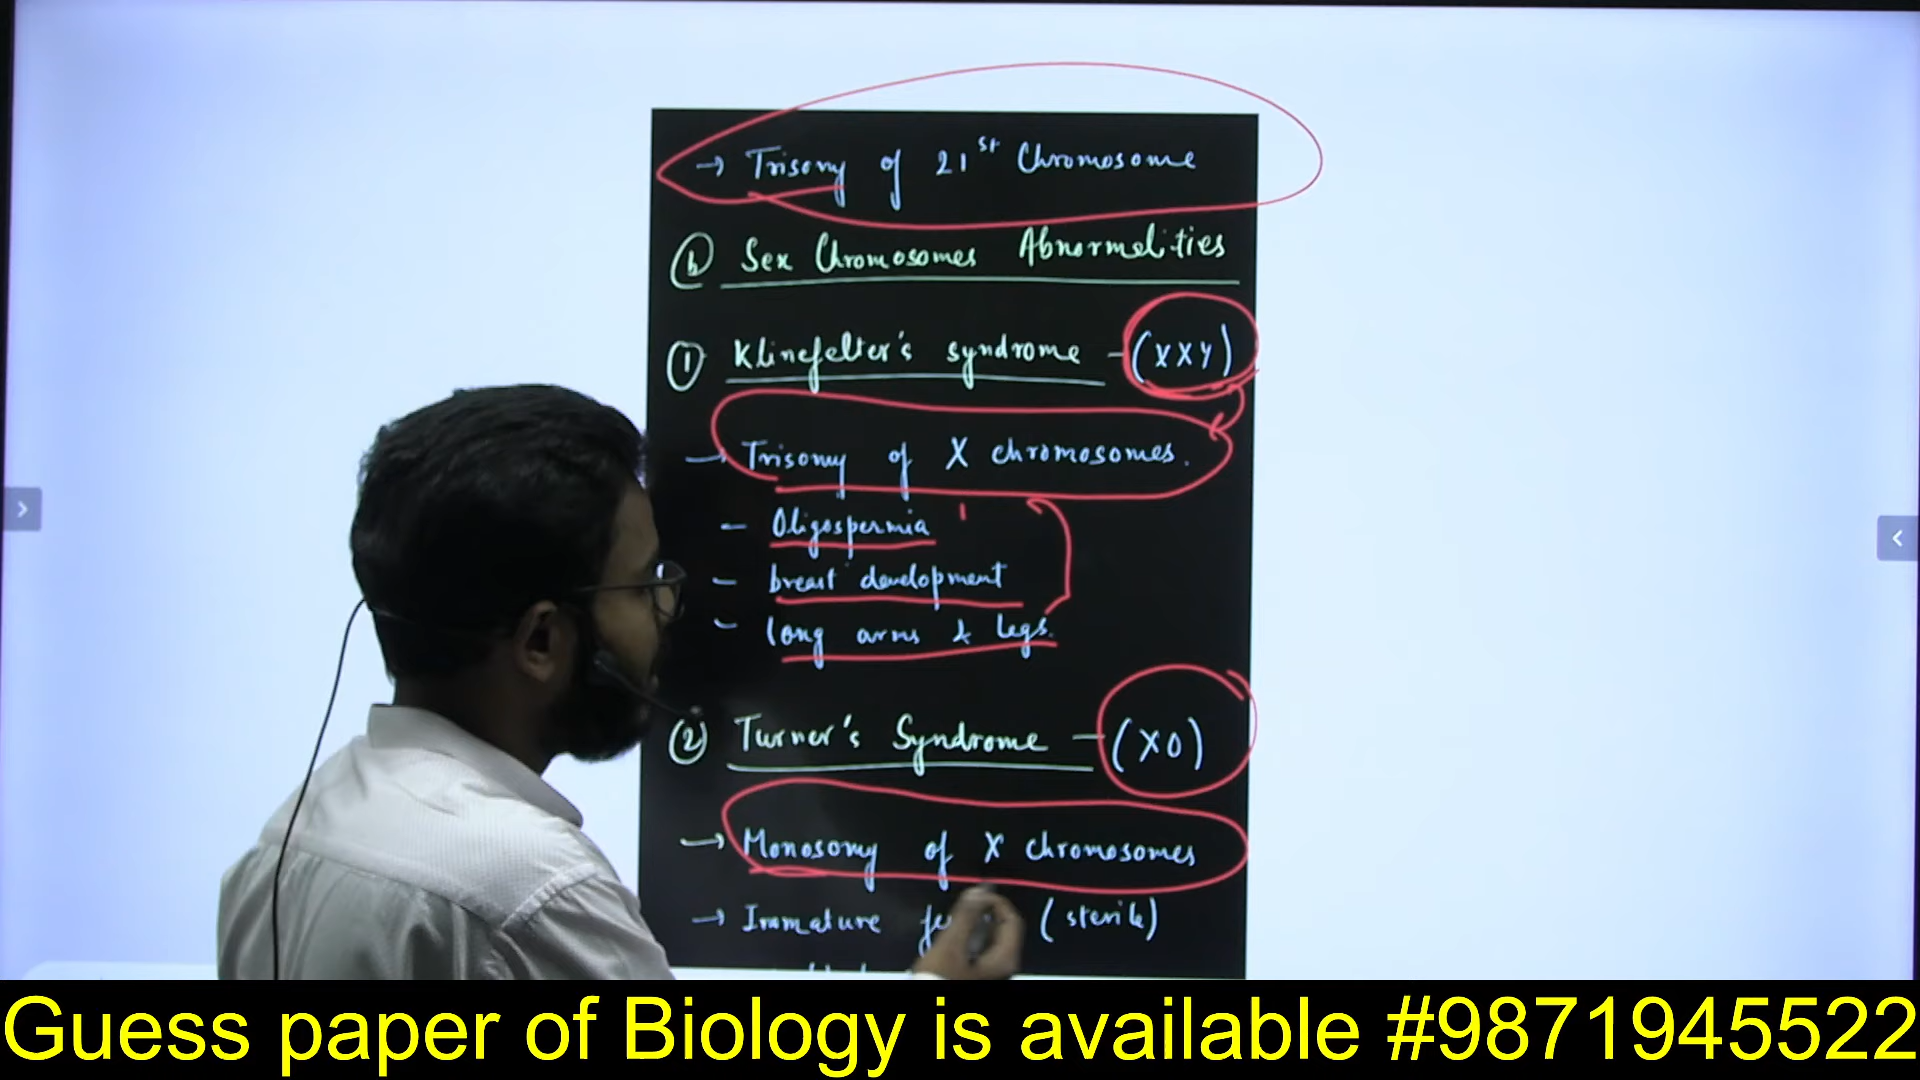 → Trisomy of 21st Chromosome
(b) Sex Chromosomes Abnormalities
(1) Klinefelter's syndrome - (XXY)
→ Trisomy of X chromosomes.
- Oligospermia
- breast development
- long arms & legs.
(2) Turner's Syndrome - (XO)
→ Monosomy of X chromosomes
→ Immature (sterile)
Guess paper of Biology is available #9871945522